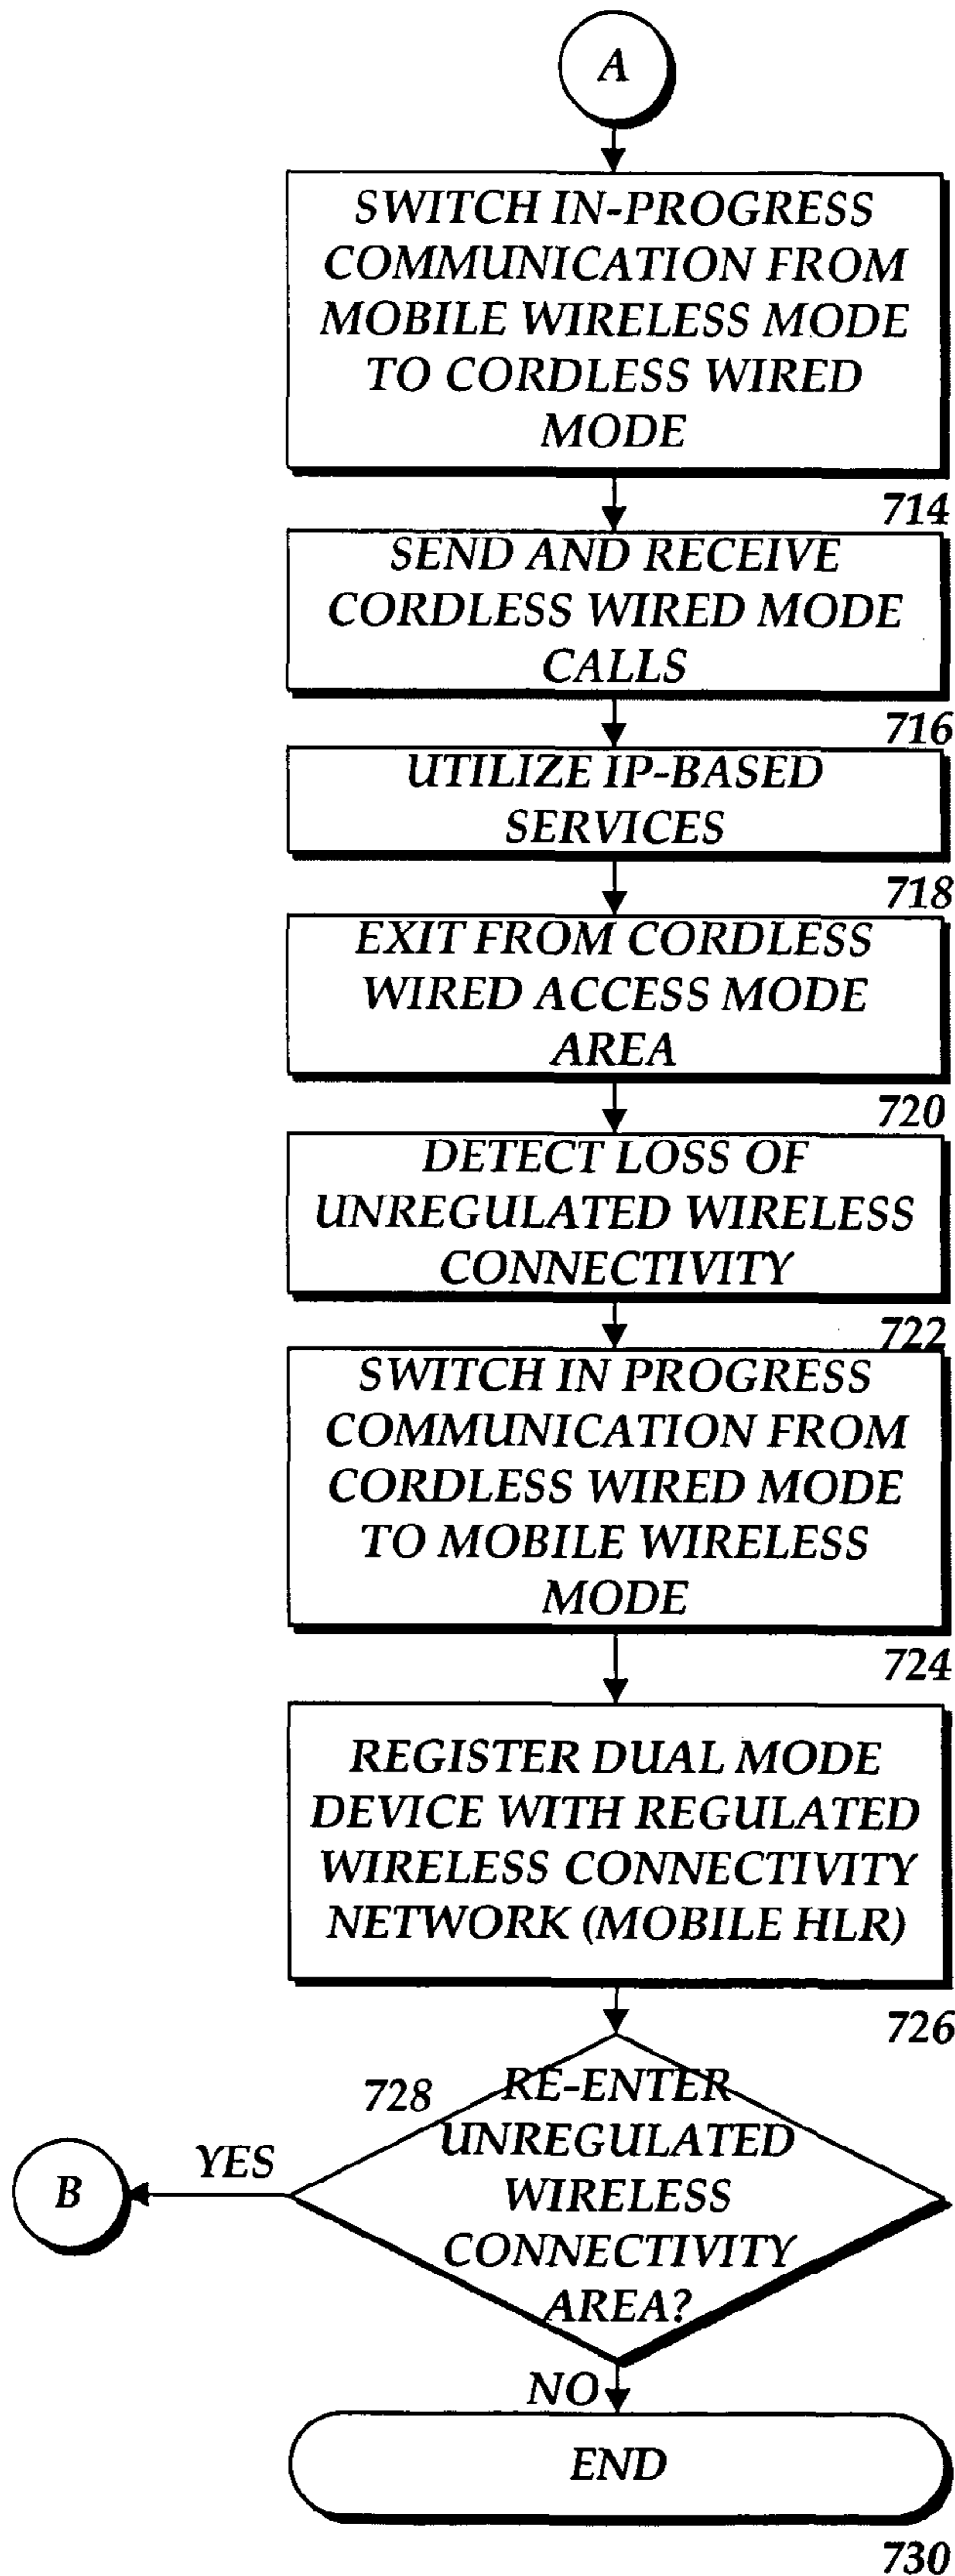 A
SWITCH IN-PROGRESS
COMMUNICATION FROM
MOBILE WIRELESS MODE
TO CORDLESS WIRED
MODE
714
SEND AND RECEIVE
CORDLESS WIRED MODE
CALLS
716
UTILIZE IP-BASED
SERVICES
718
EXIT FROM CORDLESS
WIRED ACCESS MODE
AREA
720
DETECT LOSS OF
UNREGULATED WIRELESS
CONNECTIVITY
722
SWITCH IN PROGRESS
COMMUNICATION FROM
CORDLESS WIRED MODE
TO MOBILE WIRELESS
MODE
724
REGISTER DUAL MODE
DEVICE WITH REGULATED
WIRELESS CONNECTIVITY
NETWORK (MOBILE HLR)
726
728
RE-ENTER
UNREGULATED
WIRELESS
CONNECTIVITY
AREA?
YES
B
NO
END
730